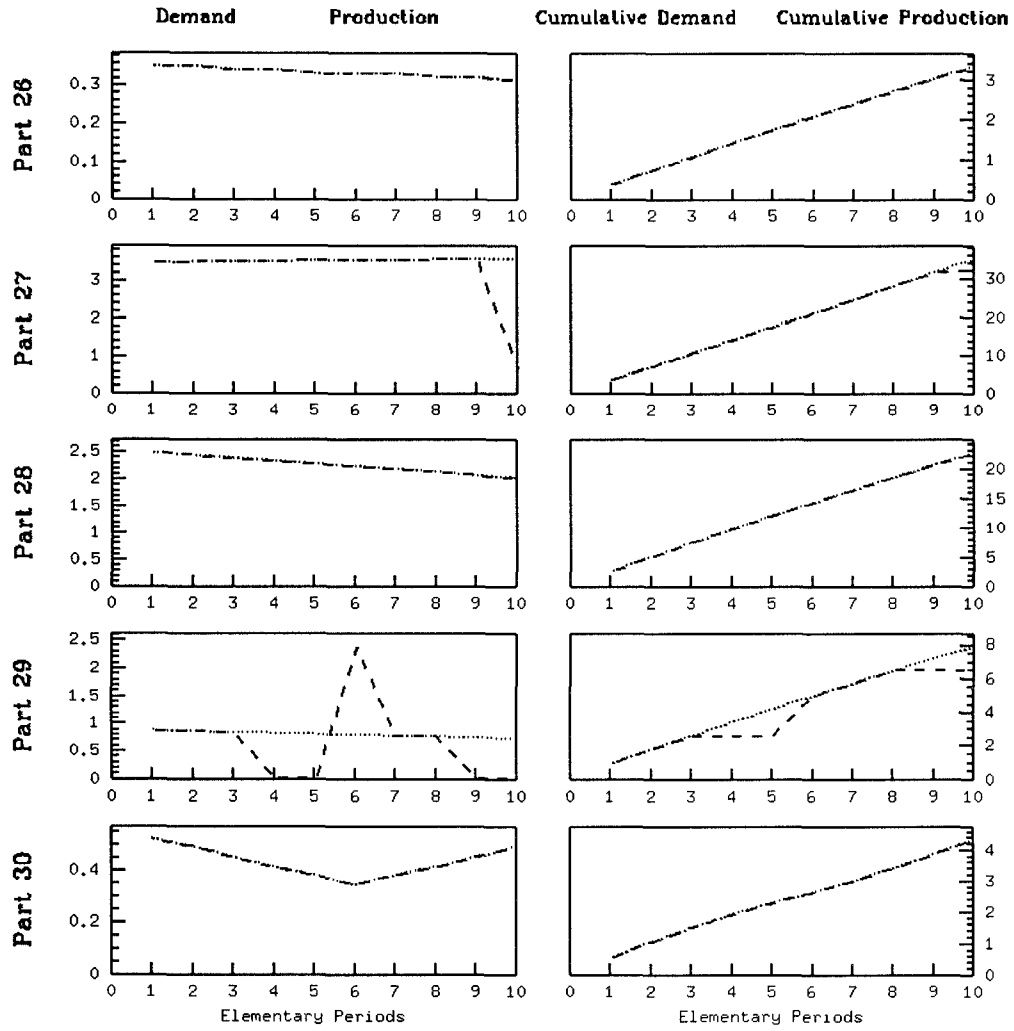 Demand Production Cumulative Demand Cumulative Production
Part 26
0.3
0.2
0.1
0
0 1 2 3 4 5 6 7 8 9 10
3
2
1
0
0 1 2 3 4 5 6 7 8 9 10
Part 27
3
2
1
0
0 1 2 3 4 5 6 7 8 9 10
30
20
10
0
0 1 2 3 4 5 6 7 8 9 10
Part 28
2.5
2
1.5
1
0.5
0
0 1 2 3 4 5 6 7 8 9 10
20
15
10
5
0
0 1 2 3 4 5 6 7 8 9 10
Part 29
2.5
2
1.5
1
0.5
0
0 1 2 3 4 5 6 7 8 9 10
8
6
4
2
0
0 1 2 3 4 5 6 7 8 9 10
Part 30
0.4
0.2
0
0 1 2 3 4 5 6 7 8 9 10
Elementary Periods
4
3
2
1
0
0 1 2 3 4 5 6 7 8 9 10
Elementary Periods